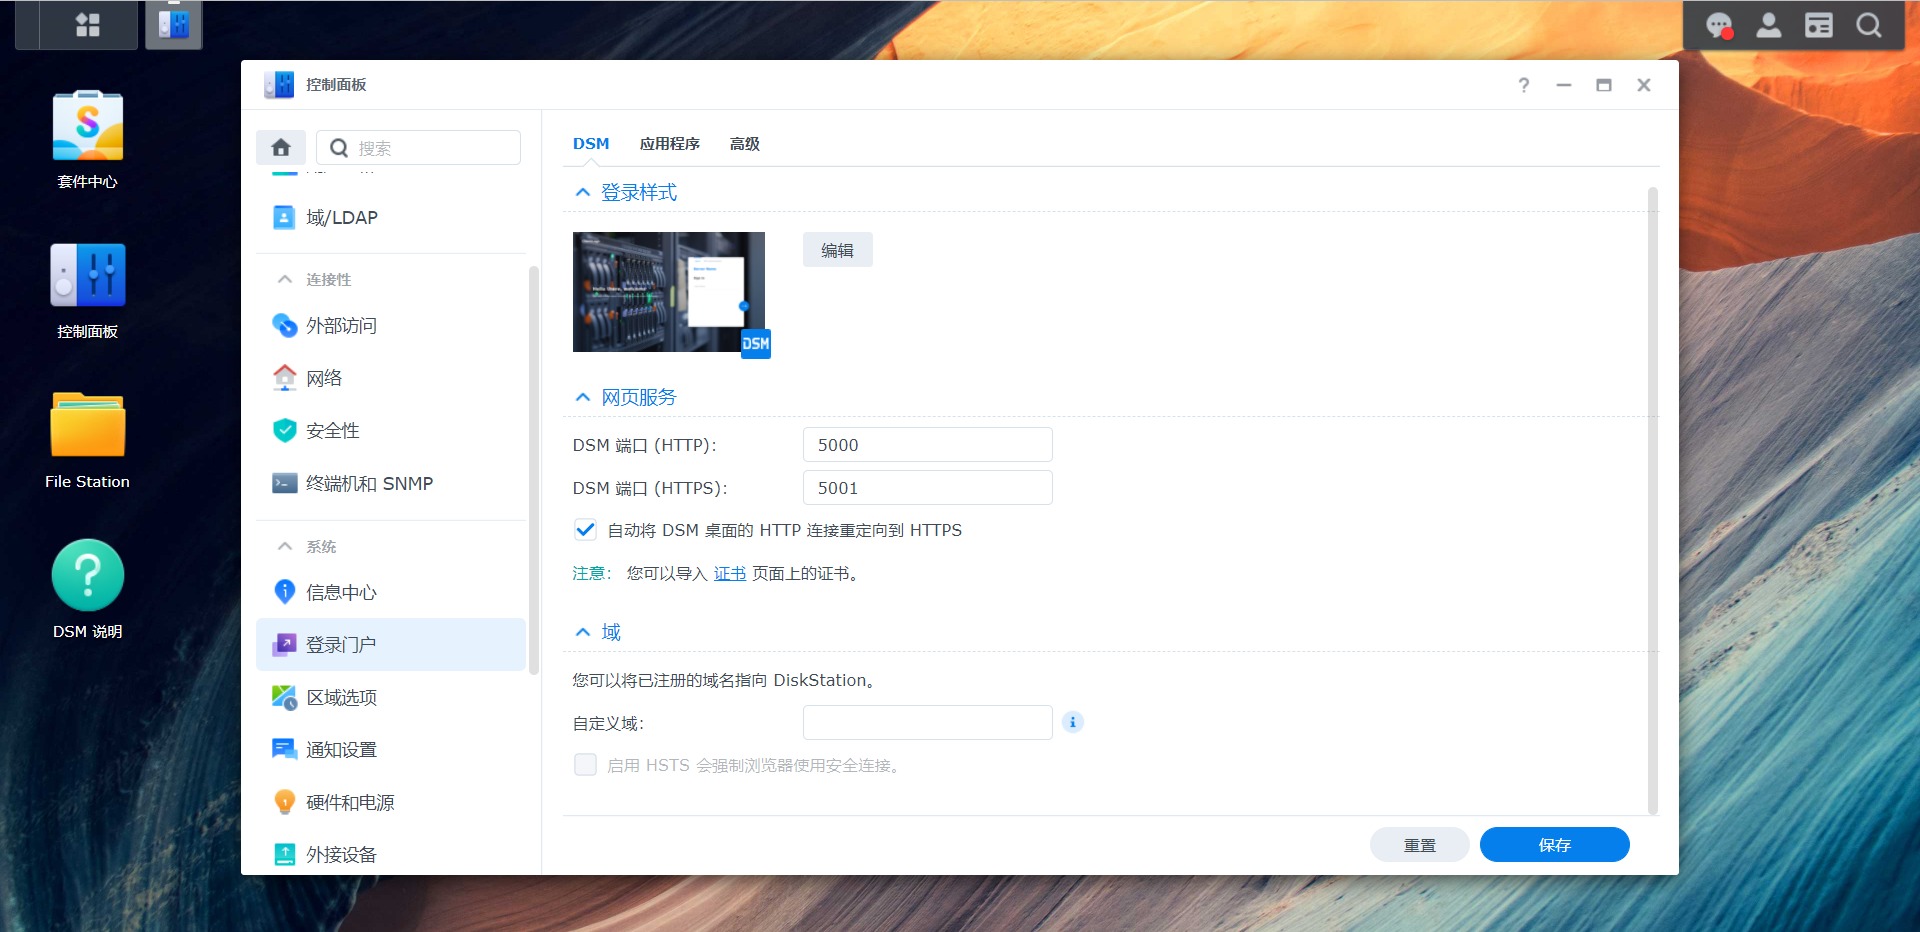 控制面板
套件中心
控制面板
File Station
DSM 说明
搜索
域/LDAP
连接性
外部访问
网络
安全性
终端机和 SNMP
系统
信息中心
登录门户
区域选项
通知设置
硬件和电源
外接设备
DSM 应用程序 高级
登录样式
DSM
编辑
网页服务
DSM 端口 (HTTP): 5000
DSM 端口 (HTTPS): 5001
自动将 DSM 桌面的 HTTP 连接重定向到 HTTPS
注意： 您可以导入 证书 页面上的证书。
域
您可以将已注册的域名指向 DiskStation。
自定义域:
启用 HSTS 会强制浏览器使用安全连接。
重置 保存